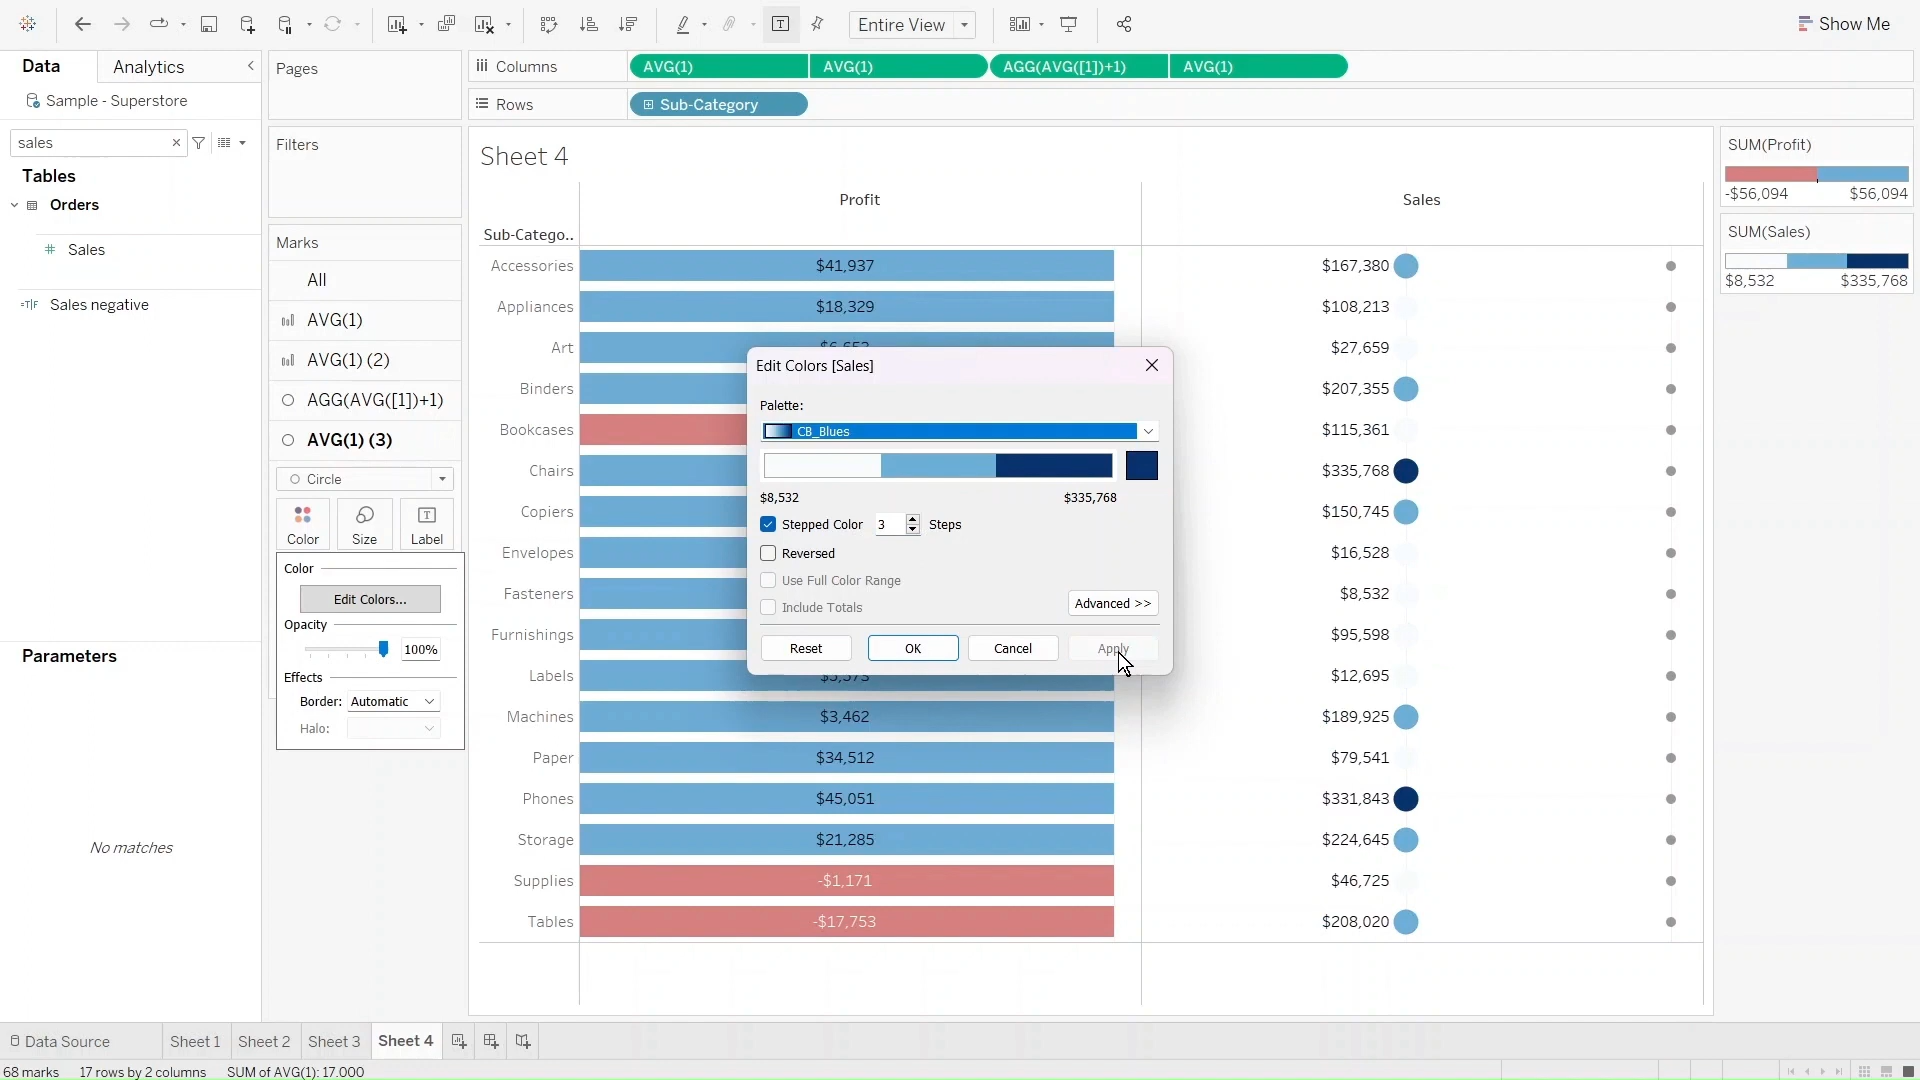 Entire View
Show Me
Data
Analytics
Sample - Superstore
sales
Tables
Orders
Sales
Sales negative
Parameters
No matches
Pages
Filters
Marks
All
AVG(1)
AVG(1) (2)
AGG(AVG([1])+1)
AVG(1) (3)
Circle
Color
Size
Label
Color
Edit Colors...
Opacity
100%
Effects
Border: Automatic
Halo:
Columns
AVG(1)
AVG(1)
AGG(AVG([1])+1)
AVG(1)
Rows
Sub-Category
Sheet 4
Profit
Sales
Sub-Catego..
Accessories $41,937 $167,380
Appliances $18,329 $108,213
Art $27,659
Binders $207,355
Bookcases $115,361
Chairs $335,768
Copiers $150,745
Envelopes $16,528
Fasteners $8,532
Furnishings $95,598
Labels $12,695
Machines $3,462 $189,925
Paper $34,512 $79,541
Phones $45,051 $331,843
Storage $21,285 $224,645
Supplies -$1,171 $46,725
Tables -$17,753 $208,020
Edit Colors [Sales]
Palette:
CB_Blues
$8,532 $335,768
Stepped Color 3 Steps
Reversed
Use Full Color Range
Include Totals
Advanced >>
Reset
OK
Cancel
Apply
SUM(Profit)
-$56,094 $56,094
SUM(Sales)
$8,532 $335,768
Data Source
Sheet 1
Sheet 2
Sheet 3
Sheet 4
68 marks 17 rows by 2 columns SUM of AVG(1): 17.000